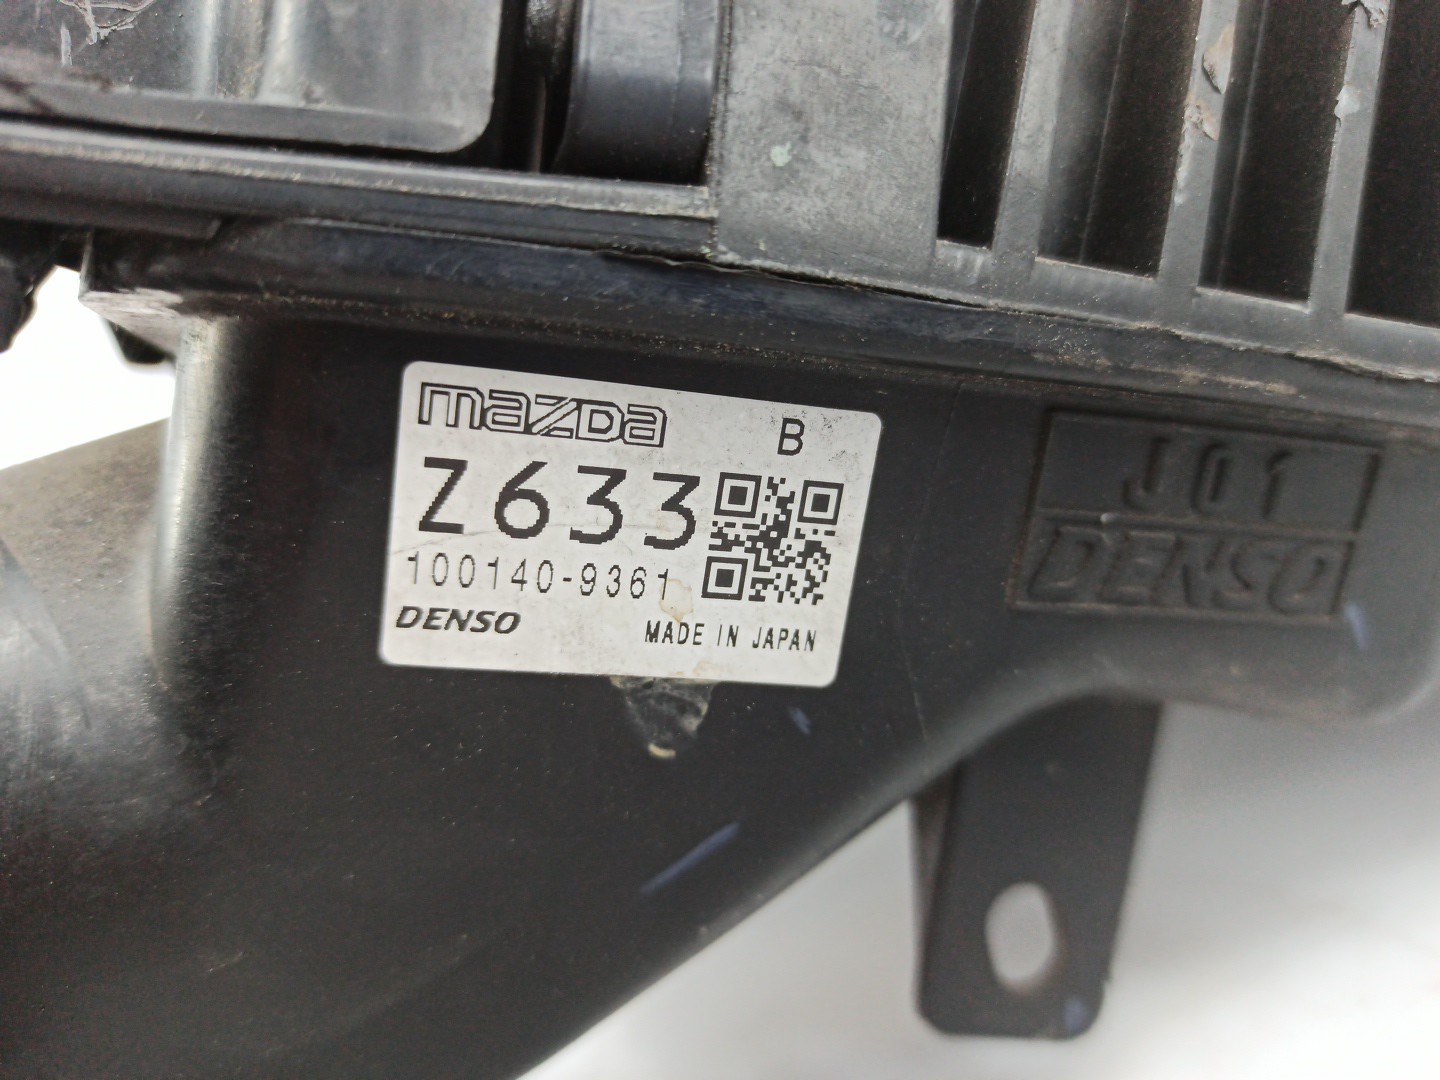 mazda B
Z633
100140-9361
DENSO MADE IN JAPAN
J01
DENSO